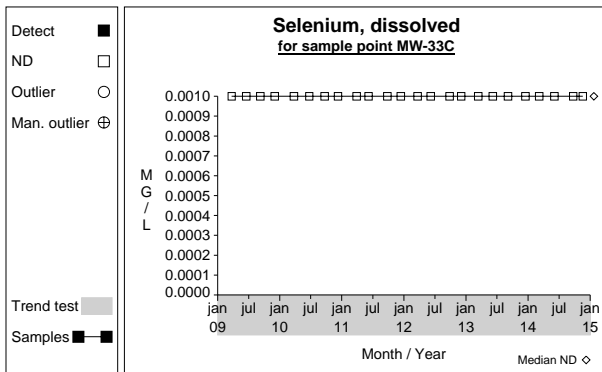 Detect
ND
Outlier
Man. outlier
Trend test
Samples
Selenium, dissolved
for sample point MW-33C
M
G
/
L
0.0010
0.0009
0.0008
0.0007
0.0006
0.0005
0.0004
0.0003
0.0002
0.0001
0.0000
jan jul jan jul jan jul jan jul jan jul jan jul jan
09 10 11 12 13 14 15
Month / Year
Median ND